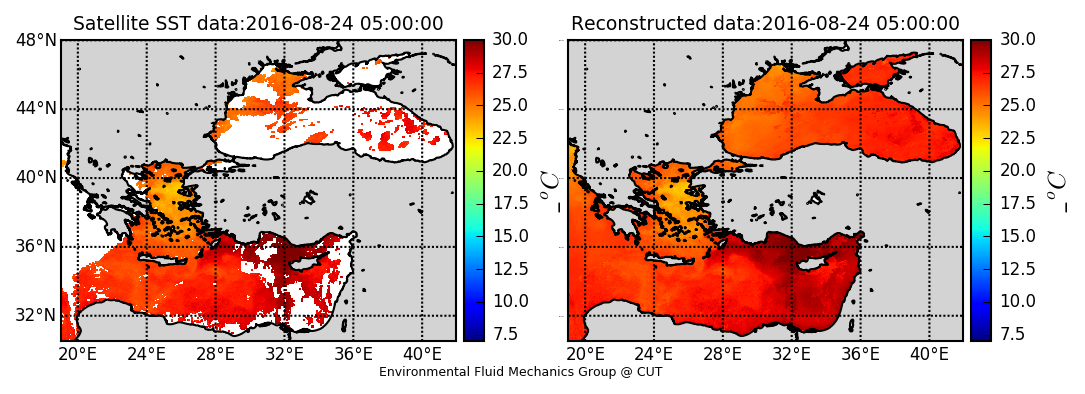 Satellite SST data:2016-08-24 05:00:00
48°N
44°N
40°N
36°N
32°N
20°E 24°E 28°E 32°E 36°E 40°E
30.0
27.5
25.0
22.5
20.0
17.5
15.0
12.5
10.0
7.5
_°C
Reconstructed data:2016-08-24 05:00:00
20°E 24°E 28°E 32°E 36°E 40°E
30.0
27.5
25.0
22.5
20.0
17.5
15.0
12.5
10.0
7.5
_°C
Environmental Fluid Mechanics Group @ CUT